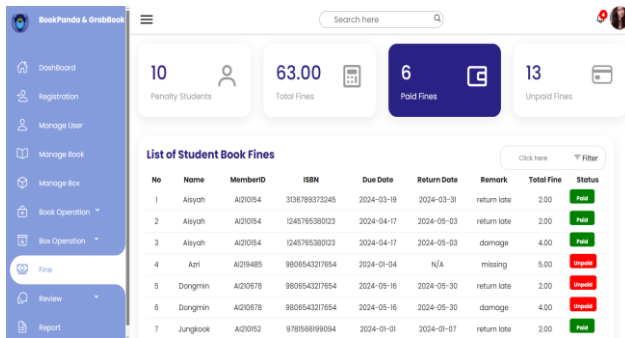 BookPanda & GrabBook
Search here
DashBoard
Registration
Manage User
Manage Book
Manage Box
Book Operation
Box Operation
Fine
Review
Report
10
Penalty Students
63.00
Total Fines
6
Paid Fines
13
Unpaid Fines
List of Student Book Fines
Click here
Filter
No Name MemberID ISBN Due Date Return Date Remark Total Fine Status
1 Aisyah AI210154 3136789373245 2024-03-19 2024-03-31 return late 2.00 Paid
2 Aisyah AI210154 1245765380123 2024-04-17 2024-05-03 return late 2.00 Paid
3 Aisyah AI210154 1245765380123 2024-04-17 2024-05-03 damage 4.00 Paid
4 Azri AI219485 9806543217654 2024-01-04 N/A missing 5.00 Unpaid
5 Dongmin AI210678 9806543217654 2024-05-16 2024-05-30 return late 2.00 Unpaid
6 Dongmin AI210678 9806543217654 2024-05-16 2024-05-30 damage 4.00 Unpaid
7 Jungkook AI210152 9781566199094 2024-01-01 2024-01-07 return late 2.00 Paid